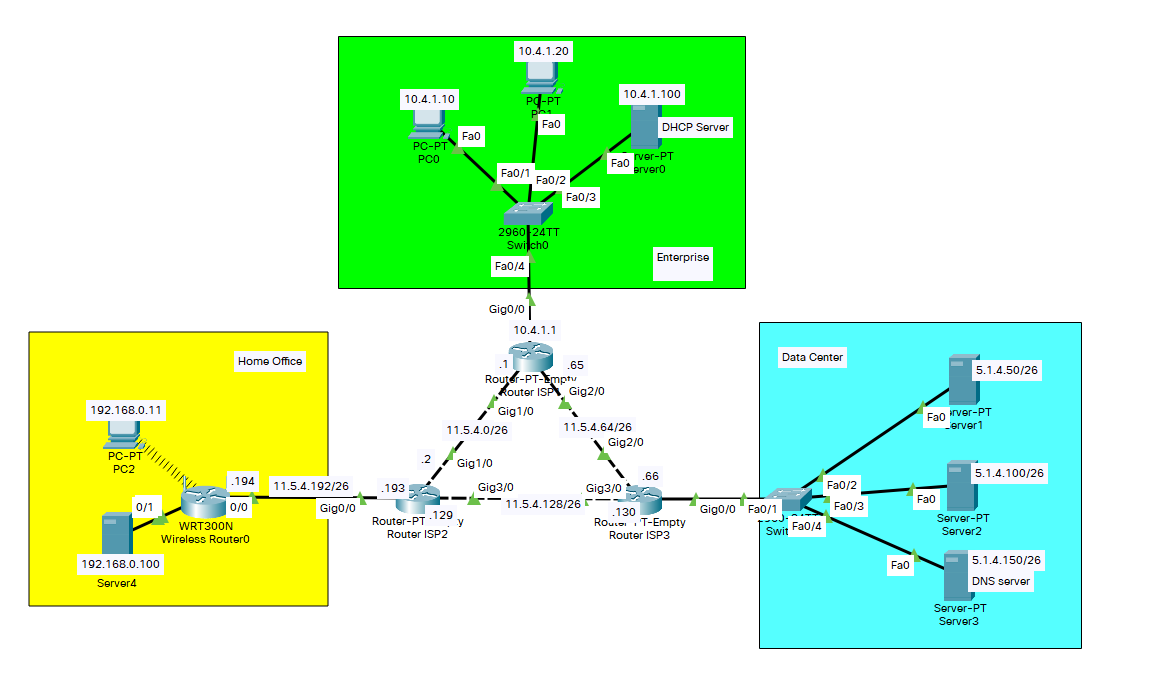 10.4.1.20
PC-PT
PC1
Fa0
10.4.1.10
Fa0
PC-PT
PC0
10.4.1.100
DHCP Server
Fa0
Server-PT
Server0
Fa0/1
Fa0/2
Fa0/3
2960-24TT
Switch0
Fa0/4
Enterprise
Gig0/0
10.4.1.1
.1
.65
Router-PT-Empty
Router ISP1
Gig1/0
Gig2/0
11.5.4.0/26
11.5.4.64/26
Gig2/0
.2
Gig1/0
Home Office
192.168.0.11
PC-PT
PC2
.194
11.5.4.192/26
.193
0/1
0/0
Gig0/0
WRT300N
Wireless Router0
192.168.0.100
Server4
Gig3/0
11.5.4.128/26
Gig3/0
.66
.129
.130
Router-PT-Empty
Router ISP2
Router-PT-Empty
Router ISP3
Gig0/0
Fa0/1
Data Center
5.1.4.50/26
Fa0
Server-PT
Server1
Fa0/2
Fa0/3
Fa0/4
5.1.4.100/26
Fa0
Server-PT
Server2
5.1.4.150/26
DNS server
Fa0
Server-PT
Server3